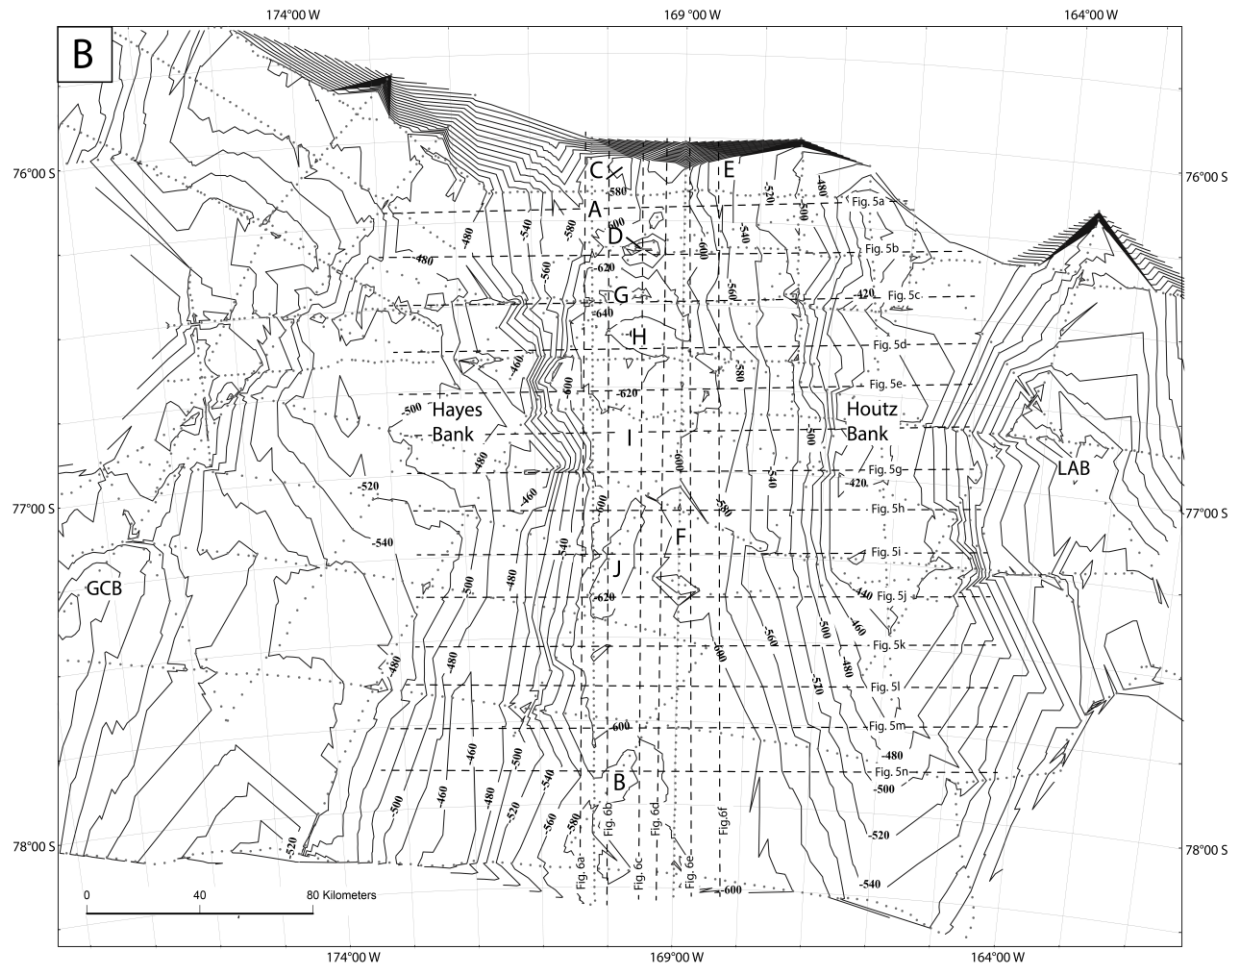 B
174°00 W
169°00 W
164°00 W
76°00 S
76°00 S
C
E
-580
-520
-480
-500
Fig. 5a
A
-480
-540
-580
D
-600
-540
Fig. 5b
-480
-560
-620
G
-560
-420
Fig. 5c
-640
H
Fig. 5d
-460
-600
-620
-580
Fig. 5e
-500
Hayes
Bank
Houtz
Bank
I
-500
-480
-600
LAB
-520
-460
-540
-420
Fig. 5g
77°00 S
77°00 S
-600
-580
Fig. 5h
-540
F
-540
Fig. 5i
GCB
-500
-480
J
-620
-440
Fig. 5j
-560
-500
-460
-480
-480
-600
Fig. 5k
-480
-520
Fig. 5l
-600
Fig. 5m
-460
-500
-480
B
Fig. 5n
-540
-500
-500
-460
-480
-520
-560
-580
Fig. 6b
Fig. 6d
Fig.6f
-520
-520
78°00 S
78°00 S
Fig. 6a
Fig. 6c
Fig. 6e
-600
-540
0
40
80 Kilometers
174°00 W
169°00 W
164°00 W